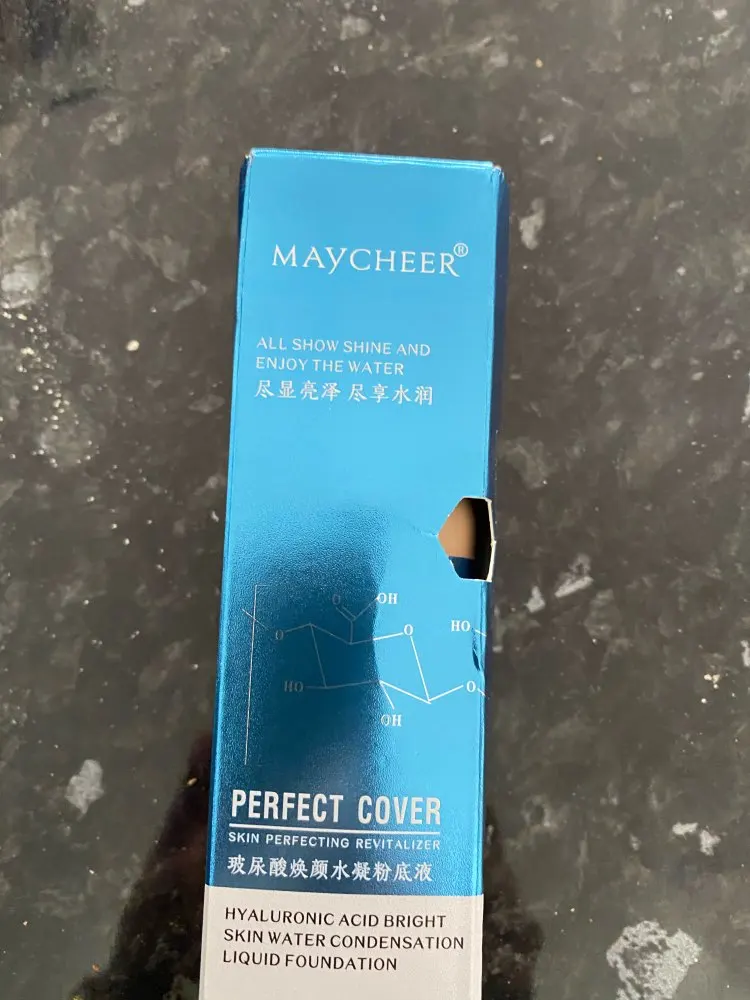 MAYCHEER®
ALL SHOW SHINE AND
ENJOY THE WATER
尽显亮泽 尽享水润
O OH
O O HO
HO O
OH
PERFECT COVER
SKIN PERFECTING REVITALIZER
玻尿酸焕颜水凝粉底液
HYALURONIC ACID BRIGHT
SKIN WATER CONDENSATION
LIQUID FOUNDATION